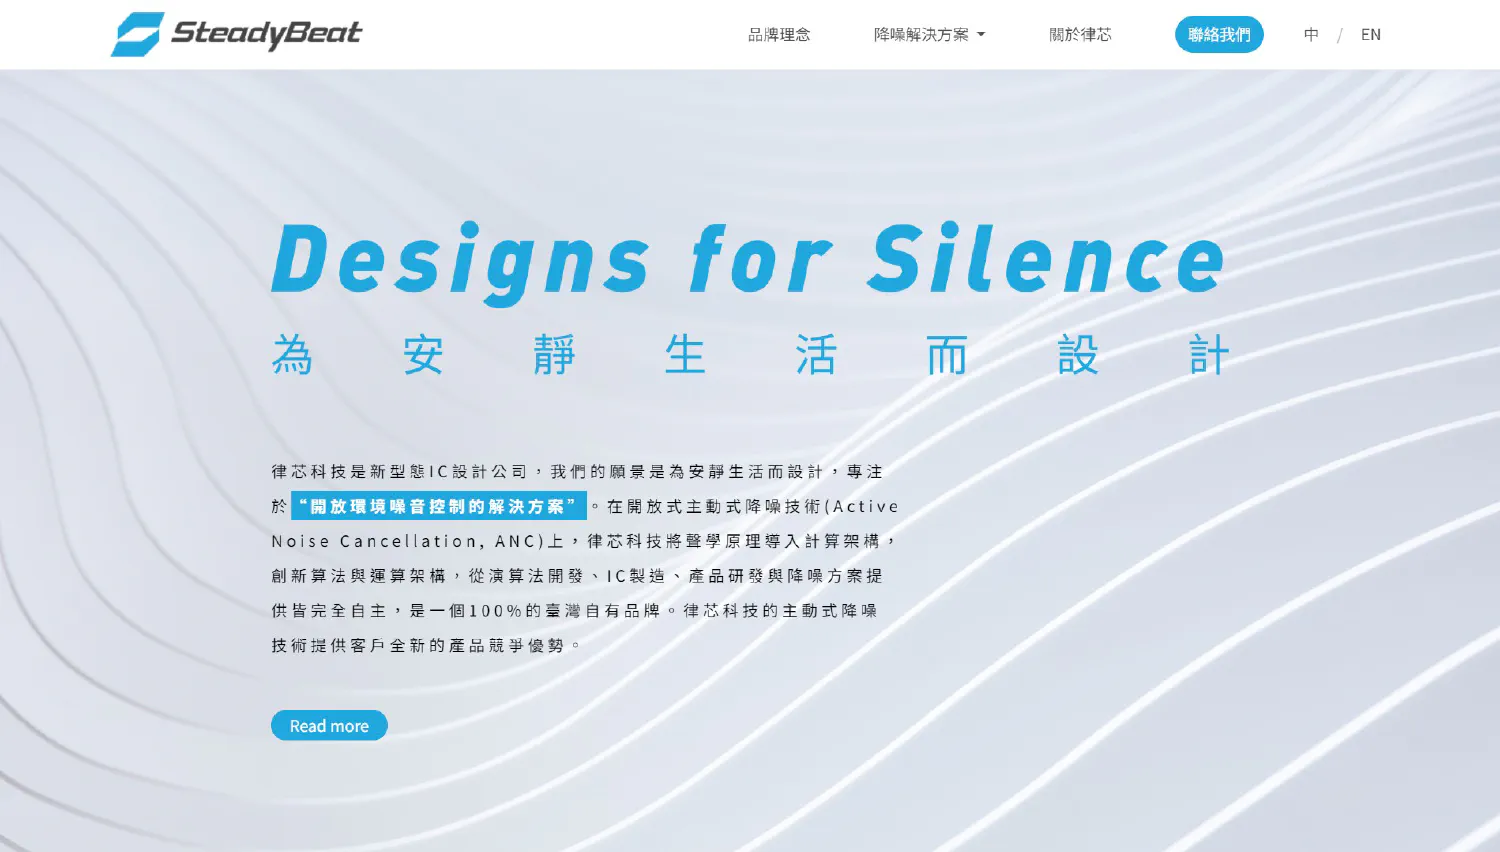 SteadyBeat
品牌理念
降噪解決方案
關於律芯
聯絡我們
中 / EN
Designs for Silence
為安靜生活而設計
律芯科技是新型態IC設計公司，我們的願景是為安靜生活而設計，專注
於“開放環境噪音控制的解決方案”。在開放式主動式降噪技術(Active
Noise Cancellation, ANC)上，律芯科技將聲學原理導入計算架構，
創新算法與運算架構，從演算法開發、IC製造、產品研發與降噪方案提
供皆完全自主，是一個100%的臺灣自有品牌。律芯科技的主動式降噪
技術提供客戶全新的產品競爭優勢。
Read more